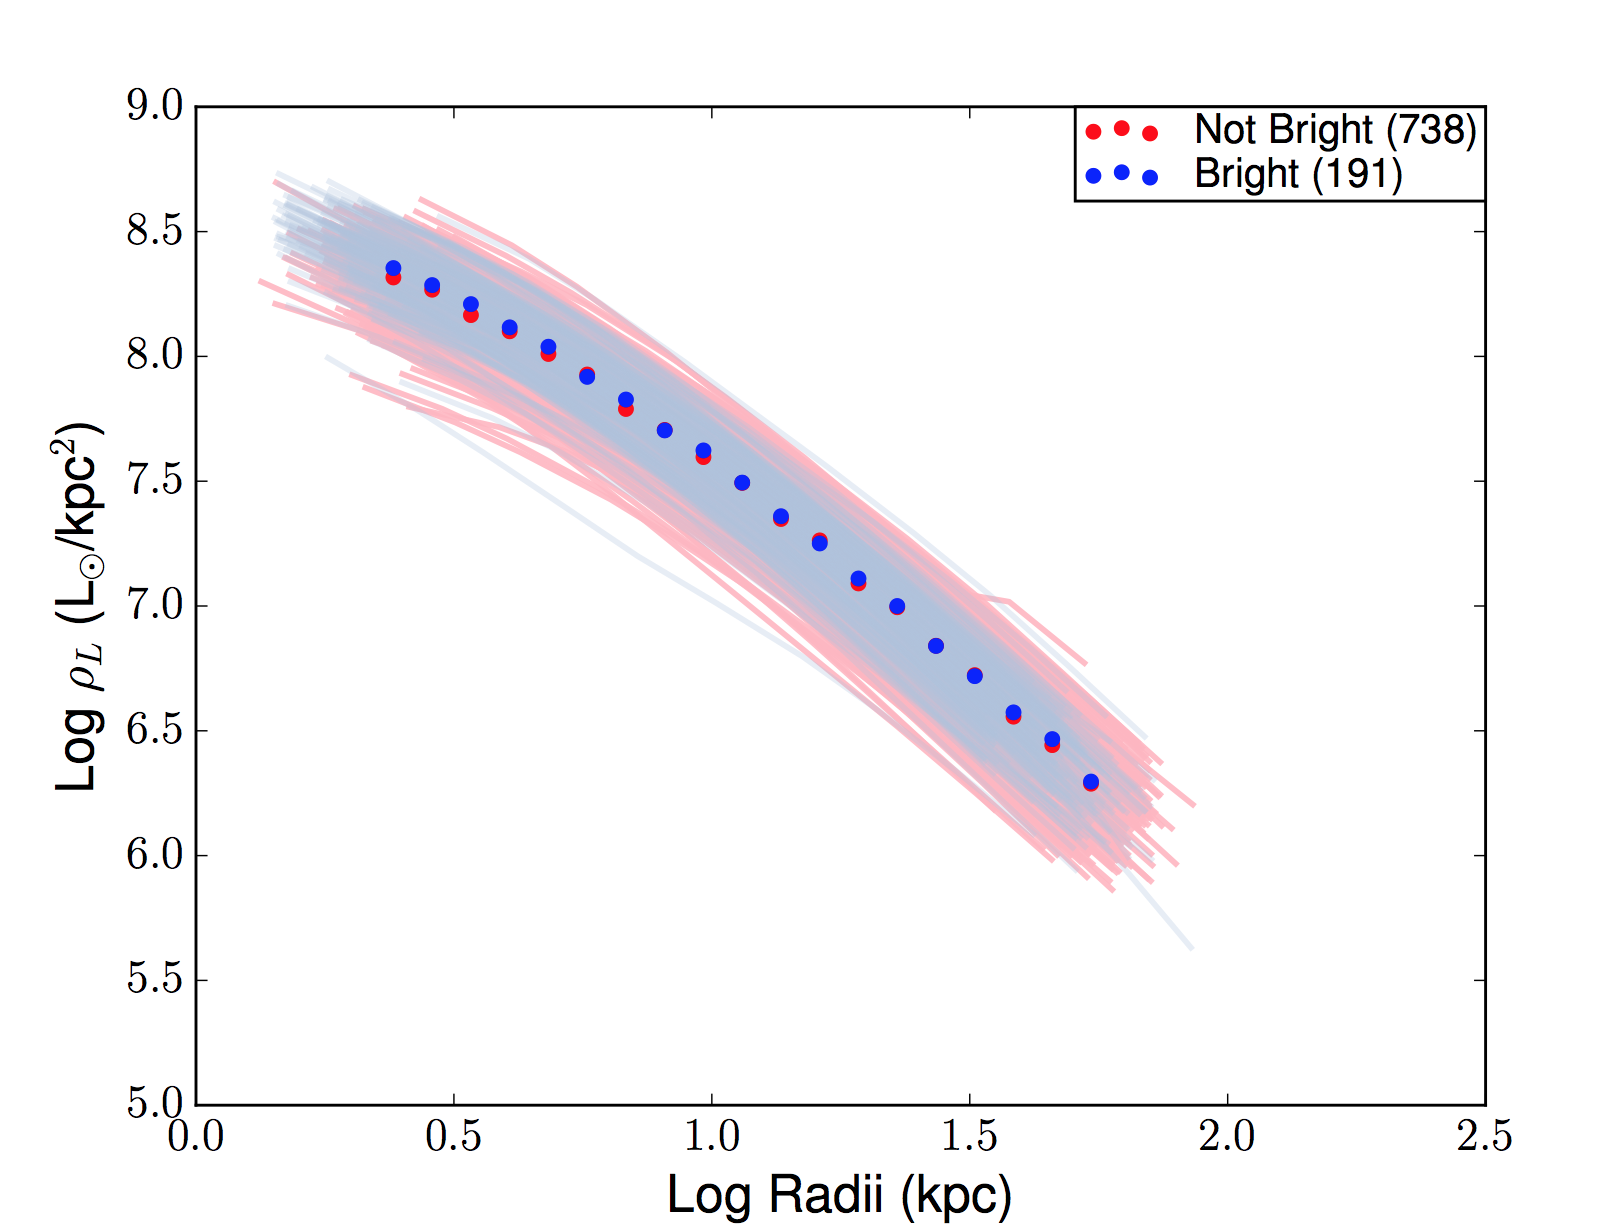 9.0
8.5
8.0
7.5
7.0
6.5
6.0
5.5
5.0
0.0 0.5 1.0 1.5 2.0 2.5
Log Radii (kpc)
Log ρL (L⊙/kpc²)
Not Bright (738)
Bright (191)